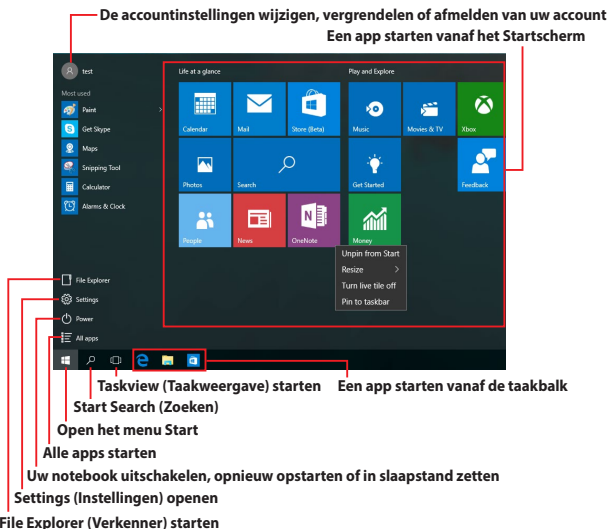 De accountinstellingen wijzigen, vergrendelen of afmelden van uw account
Een app starten vanaf het Startscherm
test
Life at a glance
Play and Explore
Most used
Paint
Get Skype
Maps
Snipping Tool
Calculator
Alarms & Clock
Calendar
Mail
Store (Beta)
Music
Movies & TV
Xbox
Photos
Search
Get Started
Feedback
People
News
OneNote
Money
Unpin from Start
Resize
Turn live tile off
Pin to taskbar
File Explorer
Settings
Power
All apps
Taskview (Taakweergave) starten
Een app starten vanaf de taakbalk
Start Search (Zoeken)
Open het menu Start
Alle apps starten
Uw notebook uitschakelen, opnieuw opstarten of in slaapstand zetten
Settings (Instellingen) openen
File Explorer (Verkenner) starten